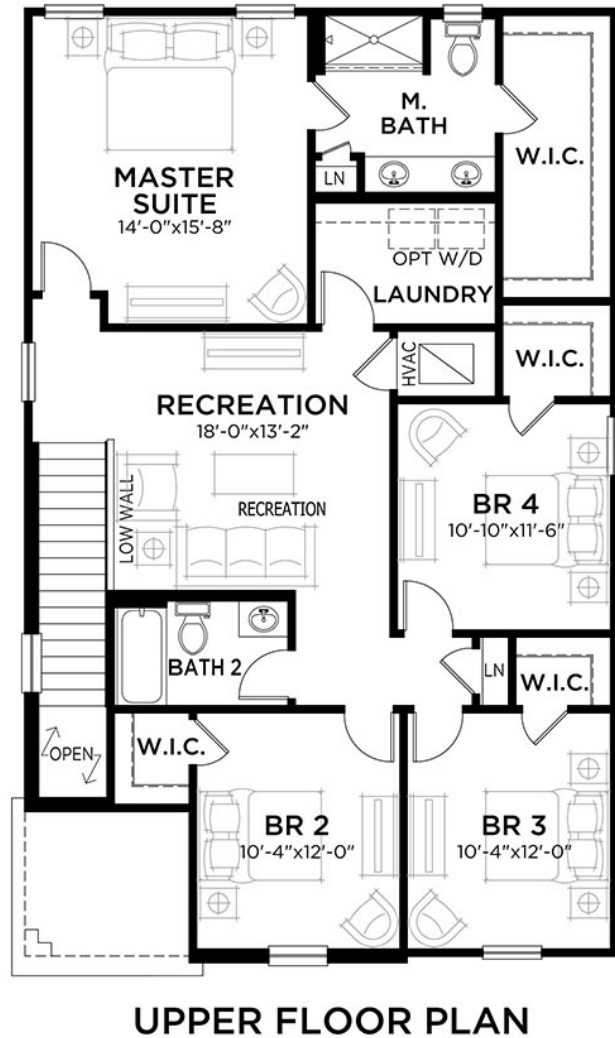 M.
BATH
W.I.C.
MASTER
SUITE
14'-0"x15'-8"
LN
OPT W/D
LAUNDRY
HVAC
W.I.C.
RECREATION
18'-0"x13'-2"
LOW WALL
RECREATION
BR 4
10'-10"x11'-6"
BATH 2
LN
W.I.C.
OPEN
W.I.C.
BR 2
10'-4"x12'-0"
BR 3
10'-4"x12'-0"
UPPER FLOOR PLAN